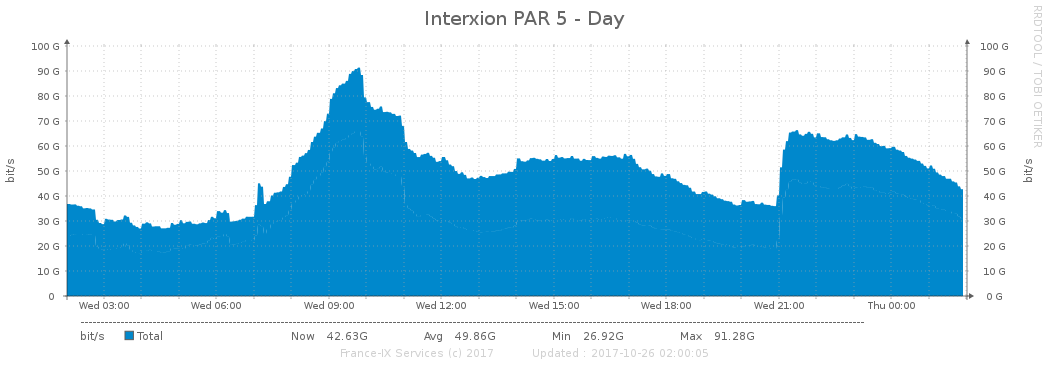 Interxion PAR 5 - Day
RRDTOOL / TOBI OETIKER
bit/s
100 G
90 G
80 G
70 G
60 G
50 G
40 G
30 G
20 G
10 G
0
100 G
90 G
80 G
70 G
60 G
50 G
40 G
30 G
20 G
10 G
0 G
bit/s
Wed 03:00 Wed 06:00 Wed 09:00 Wed 12:00 Wed 15:00 Wed 18:00 Wed 21:00 Thu 00:00
bit/s Total Now 42.63G Avg 49.86G Min 26.92G Max 91.28G
France-IX Services (c) 2017 Updated : 2017-10-26 02:00:05